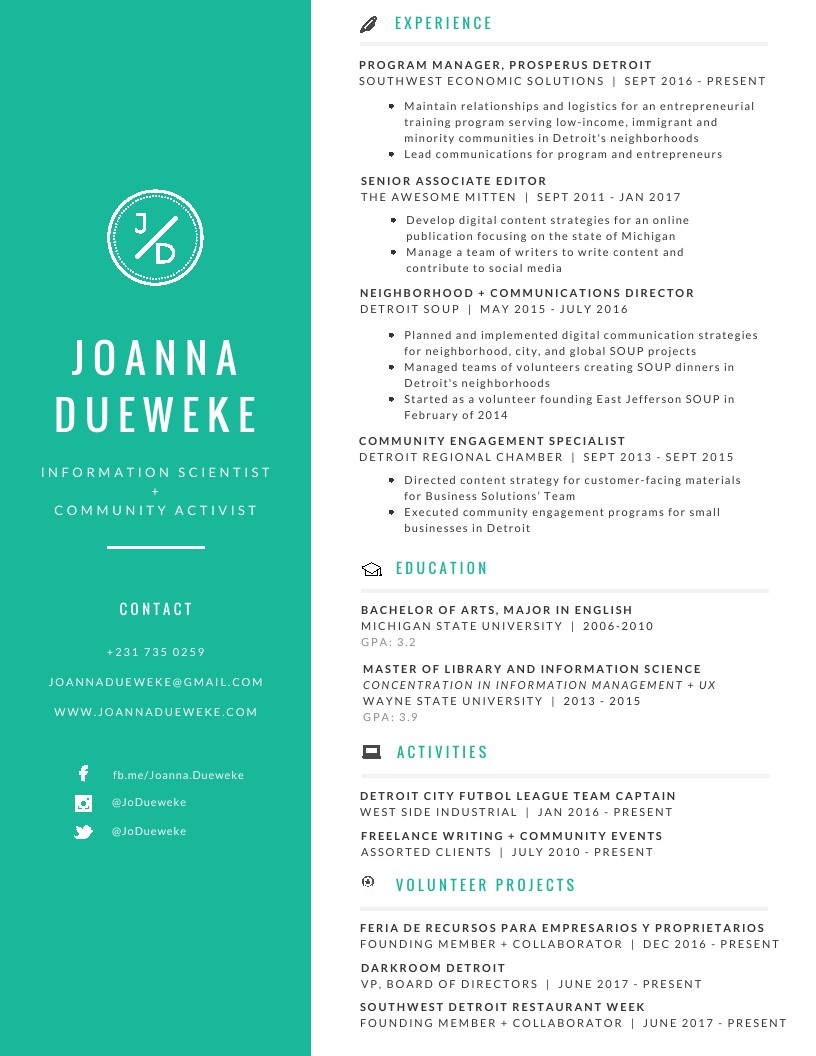 J
D
JOANNA
DUEWEKE
INFORMATION SCIENTIST
+
COMMUNITY ACTIVIST
CONTACT
+231 735 0259
JOANNADUEWEKE@GMAIL.COM
WWW.JOANNADUEWEKE.COM
fb.me/Joanna.Dueweke
@JoDueweke
@JoDueweke
EXPERIENCE
PROGRAM MANAGER, PROSPERUS DETROIT
SOUTHWEST ECONOMIC SOLUTIONS | SEPT 2016 - PRESENT
Maintain relationships and logistics for an entrepreneurial
training program serving low-income, immigrant and
minority communities in Detroit's neighborhoods
Lead communications for program and entrepreneurs
SENIOR ASSOCIATE EDITOR
THE AWESOME MITTEN | SEPT 2011 - JAN 2017
Develop digital content strategies for an online
publication focusing on the state of Michigan
Manage a team of writers to write content and
contribute to social media
NEIGHBORHOOD + COMMUNICATIONS DIRECTOR
DETROIT SOUP | MAY 2015 - JULY 2016
Planned and implemented digital communication strategies
for neighborhood, city, and global SOUP projects
Managed teams of volunteers creating SOUP dinners in
Detroit's neighborhoods
Started as a volunteer founding East Jefferson SOUP in
February of 2014
COMMUNITY ENGAGEMENT SPECIALIST
DETROIT REGIONAL CHAMBER | SEPT 2013 - SEPT 2015
Directed content strategy for customer-facing materials
for Business Solutions' Team
Executed community engagement programs for small
businesses in Detroit
EDUCATION
BACHELOR OF ARTS, MAJOR IN ENGLISH
MICHIGAN STATE UNIVERSITY | 2006-2010
GPA: 3.2
MASTER OF LIBRARY AND INFORMATION SCIENCE
CONCENTRATION IN INFORMATION MANAGEMENT + UX
WAYNE STATE UNIVERSITY | 2013 - 2015
GPA: 3.9
ACTIVITIES
DETROIT CITY FUTBOL LEAGUE TEAM CAPTAIN
WEST SIDE INDUSTRIAL | JAN 2016 - PRESENT
FREELANCE WRITING + COMMUNITY EVENTS
ASSORTED CLIENTS | JULY 2010 - PRESENT
VOLUNTEER PROJECTS
FERIA DE RECURSOS PARA EMPRESARIOS Y PROPRIETARIOS
FOUNDING MEMBER + COLLABORATOR | DEC 2016 - PRESENT
DARKROOM DETROIT
VP, BOARD OF DIRECTORS | JUNE 2017 - PRESENT
SOUTHWEST DETROIT RESTAURANT WEEK
FOUNDING MEMBER + COLLABORATOR | JUNE 2017 - PRESENT